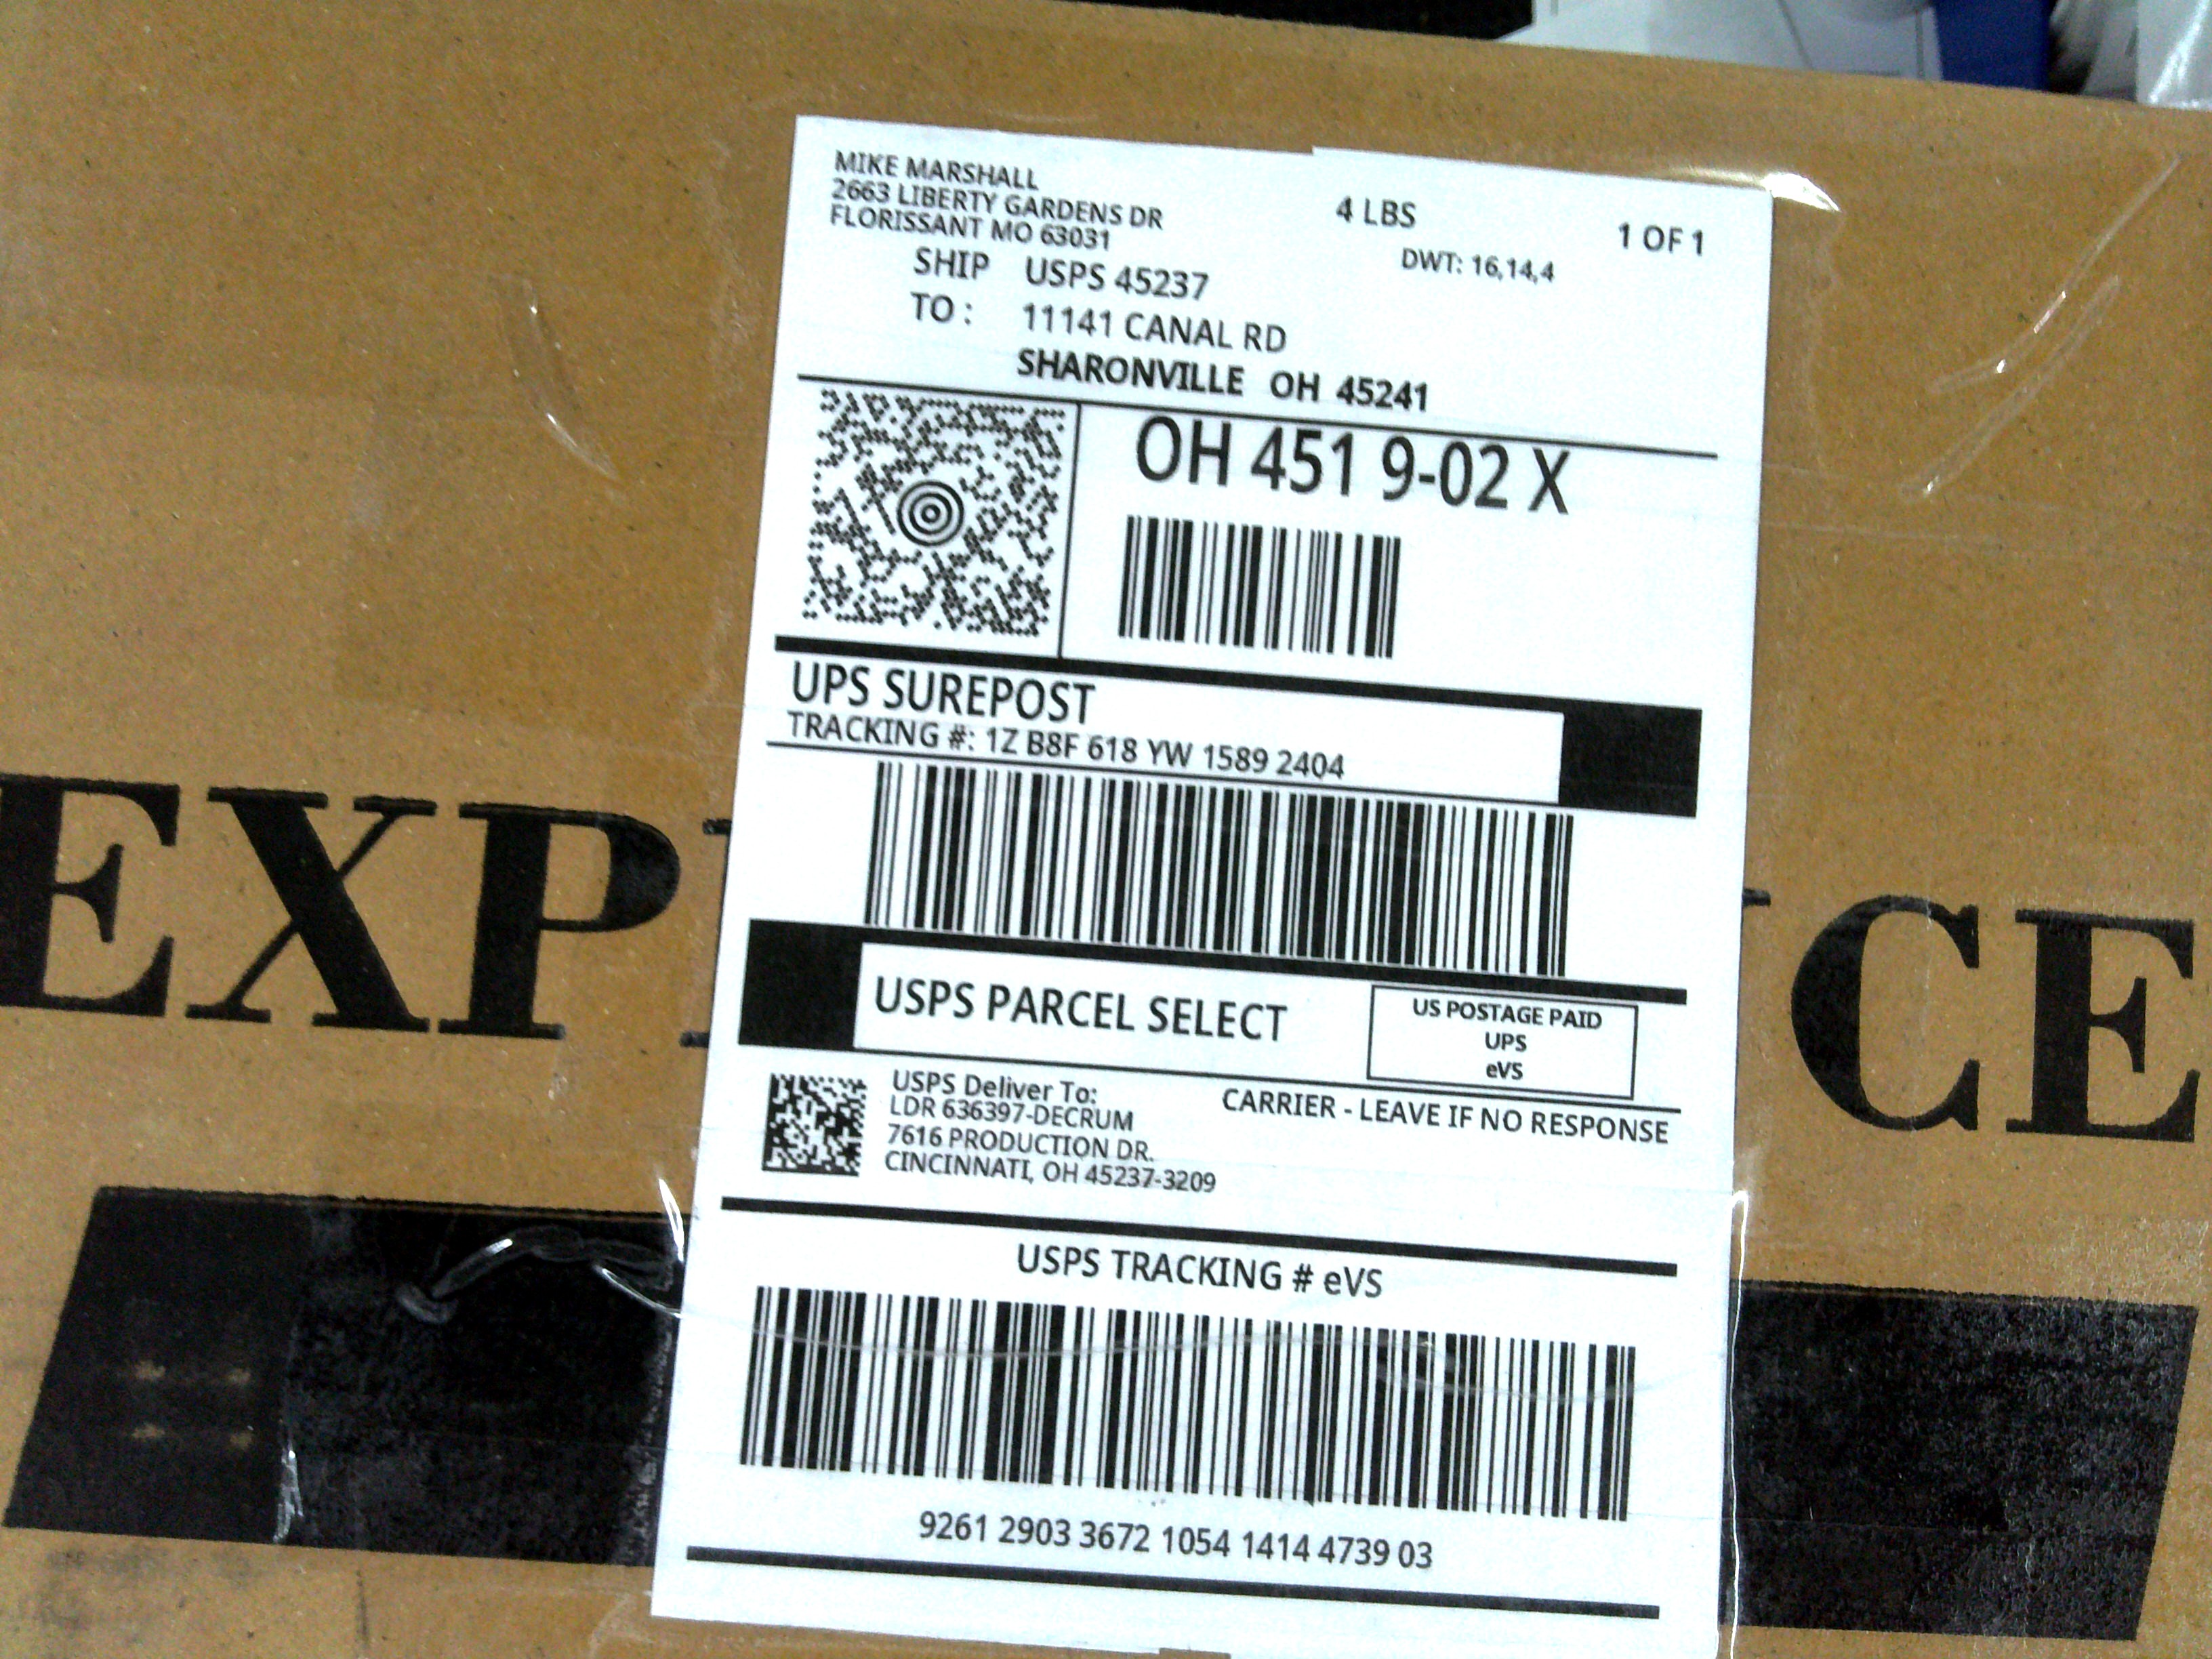 MIKE MARSHALL
2663 LIBERTY GARDENS DR
FLORISSANT MO 63031
4 LBS
1 OF 1
DWT: 16,14,4
SHIP USPS 45237
TO : 11141 CANAL RD
SHARONVILLE OH 45241
OH 451 9-02 X
UPS SUREPOST
TRACKING #: 1Z B8F 618 YW 1589 2404
USPS PARCEL SELECT
US POSTAGE PAID
UPS
eVS
USPS Deliver To:
LDR 636397-DECRUM
7616 PRODUCTION DR.
CINCINNATI, OH 45237-3209
CARRIER - LEAVE IF NO RESPONSE
USPS TRACKING # eVS
9261 2903 3672 1054 1414 4739 03